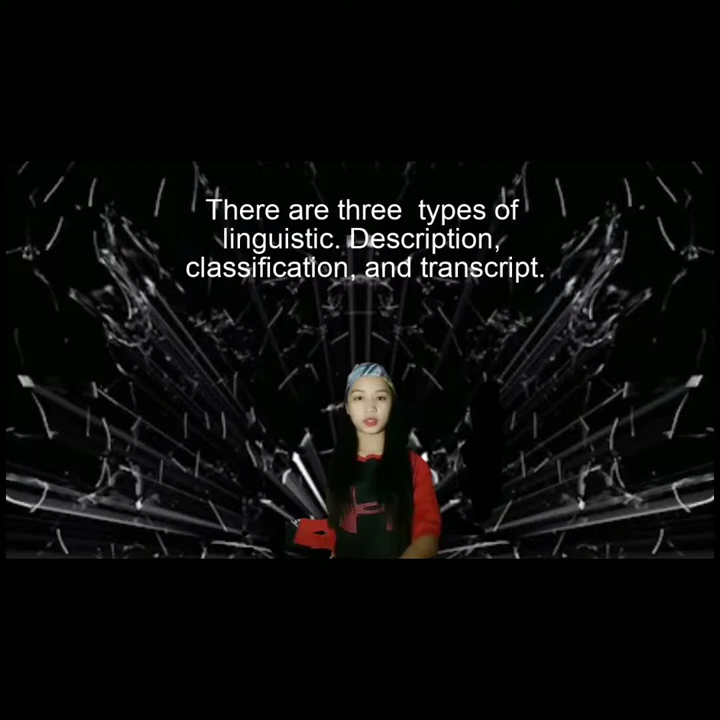 There are three  types of
linguistic. Description,
classification, and transcript.